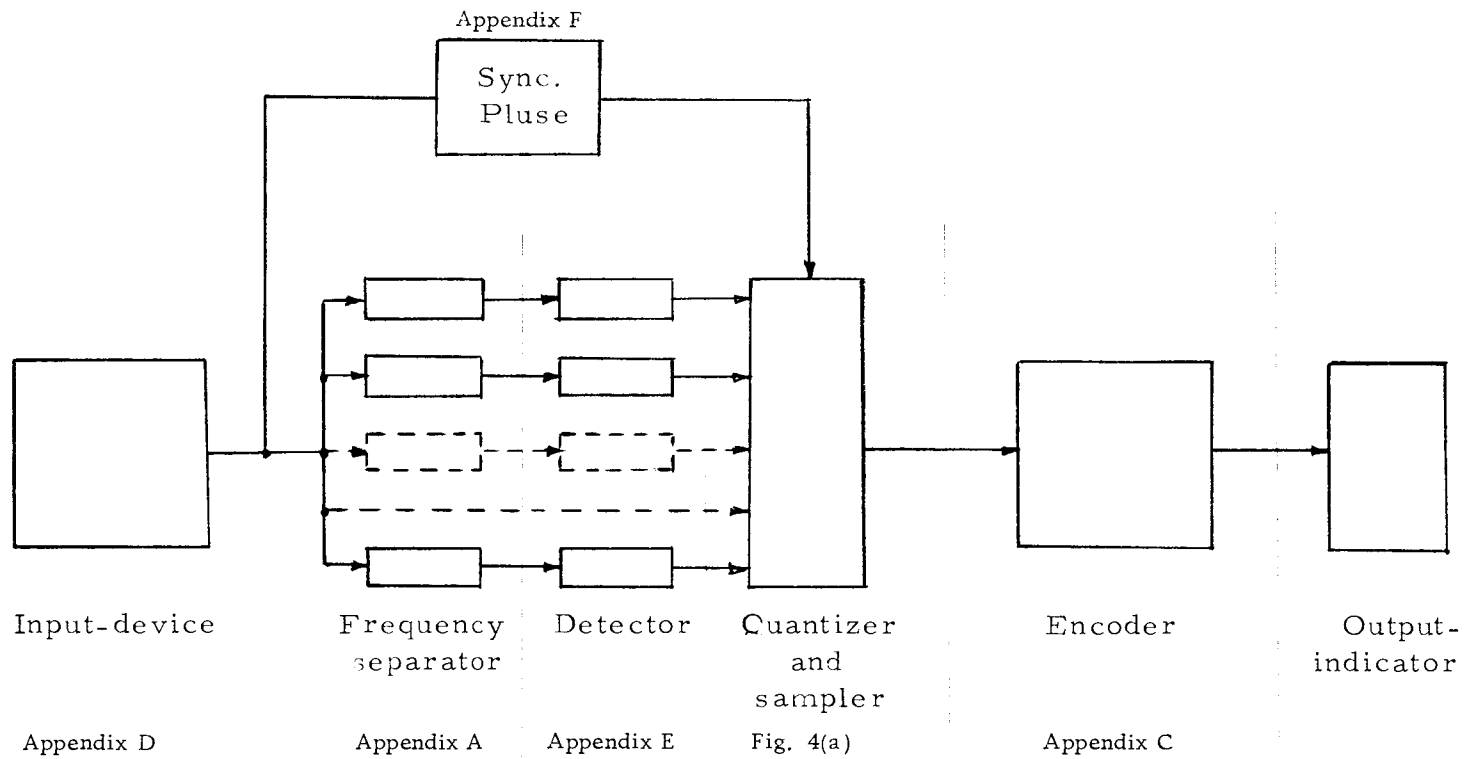 Appendix F
Sync.
Pluse
Input-device
Frequency
separator
Detector
Quantizer
and
sampler
Encoder
Output-
indicator
Appendix D
Appendix A
Appendix E
Fig. 4(a)
Appendix C